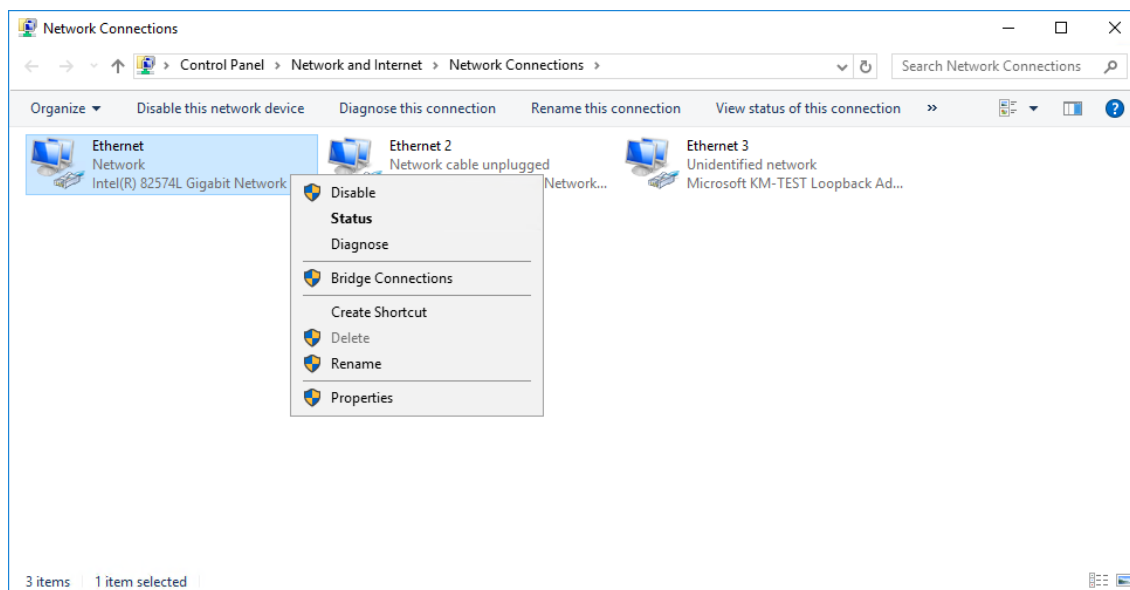 Network Connections
Control Panel > Network and Internet > Network Connections >
Search Network Connections
Organize
Disable this network device
Diagnose this connection
Rename this connection
View status of this connection
»
Ethernet
Network
Intel(R) 82574L Gigabit Network
Ethernet 2
Network cable unplugged
Network...
Ethernet 3
Unidentified network
Microsoft KM-TEST Loopback Ad...
Disable
Status
Diagnose
Bridge Connections
Create Shortcut
Delete
Rename
Properties
3 items
1 item selected